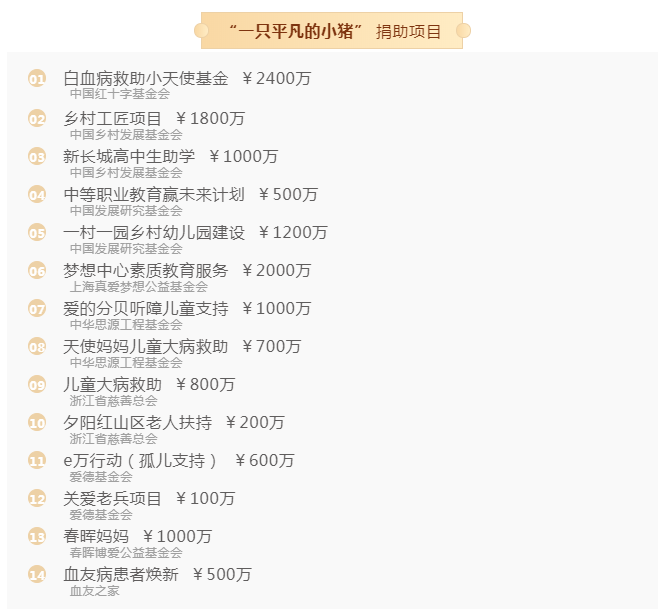 “一只平凡的小猪” 捐助项目
01 白血病救助小天使基金 ￥2400万
中国红十字基金会
02 乡村工匠项目 ￥1800万
中国乡村发展基金会
03 新长城高中生助学 ￥1000万
中国乡村发展基金会
04 中等职业教育赢未来计划 ￥500万
中国发展研究基金会
05 一村一园乡村幼儿园建设 ￥1200万
中国发展研究基金会
06 梦想中心素质教育服务 ￥2000万
上海真爱梦想公益基金会
07 爱的分贝听障儿童支持 ￥1000万
中华思源工程基金会
08 天使妈妈儿童大病救助 ￥700万
中华思源工程基金会
09 儿童大病救助 ￥800万
浙江省慈善总会
10 夕阳红山区老人扶持 ￥200万
浙江省慈善总会
11 e万行动（孤儿支持） ￥600万
爱德基金会
12 关爱老兵项目 ￥100万
爱德基金会
13 春晖妈妈 ￥1000万
春晖博爱公益基金会
14 血友病患者焕新 ￥500万
血友之家